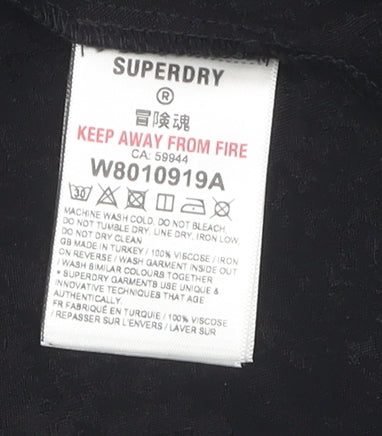 SUPERDRY
®
冒険魂
KEEP AWAY FROM FIRE
CA: 59944
W8010919A
30
MACHINE WASH COLD. DO NOT BLEACH.
DO NOT TUMBLE DRY. LINE DRY, IRON LOW.
DO NOT DRY CLEAN
GB MADE IN TURKEY / 100% VISCOSE / IRON
ON REVERSE / WASH GARMENT INSIDE OUT
/ WASH SIMILAR COLOURS TOGETHER
* SUPERDRY GARMENTS USE UNIQUE &
INNOVATIVE TECHNIQUES THAT AGE
AUTHENTICALLY.
FR FABRIQUÉ EN TURQUIE / 100% VISCOSE
/ REPASSER SUR L'ENVERS / LAVER SUR